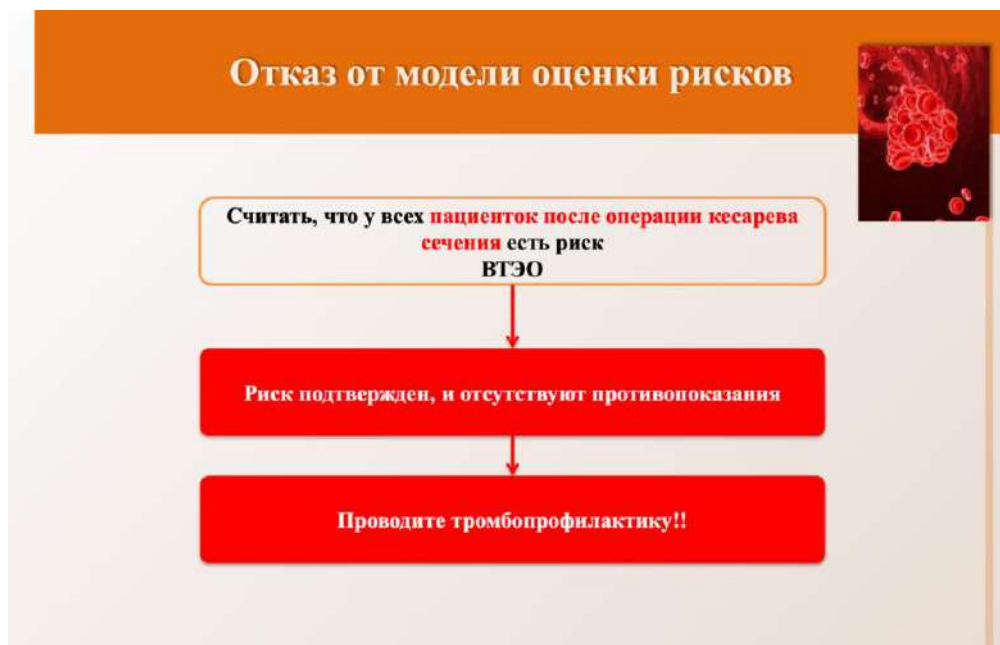 Отказ от модели оценки рисков
Считать, что у всех пациенток после операции кесарева
сечения есть риск
ВТЭО
Риск подтвержден, и отсутствуют противопоказания
Проводите тромбопрофилактику!!